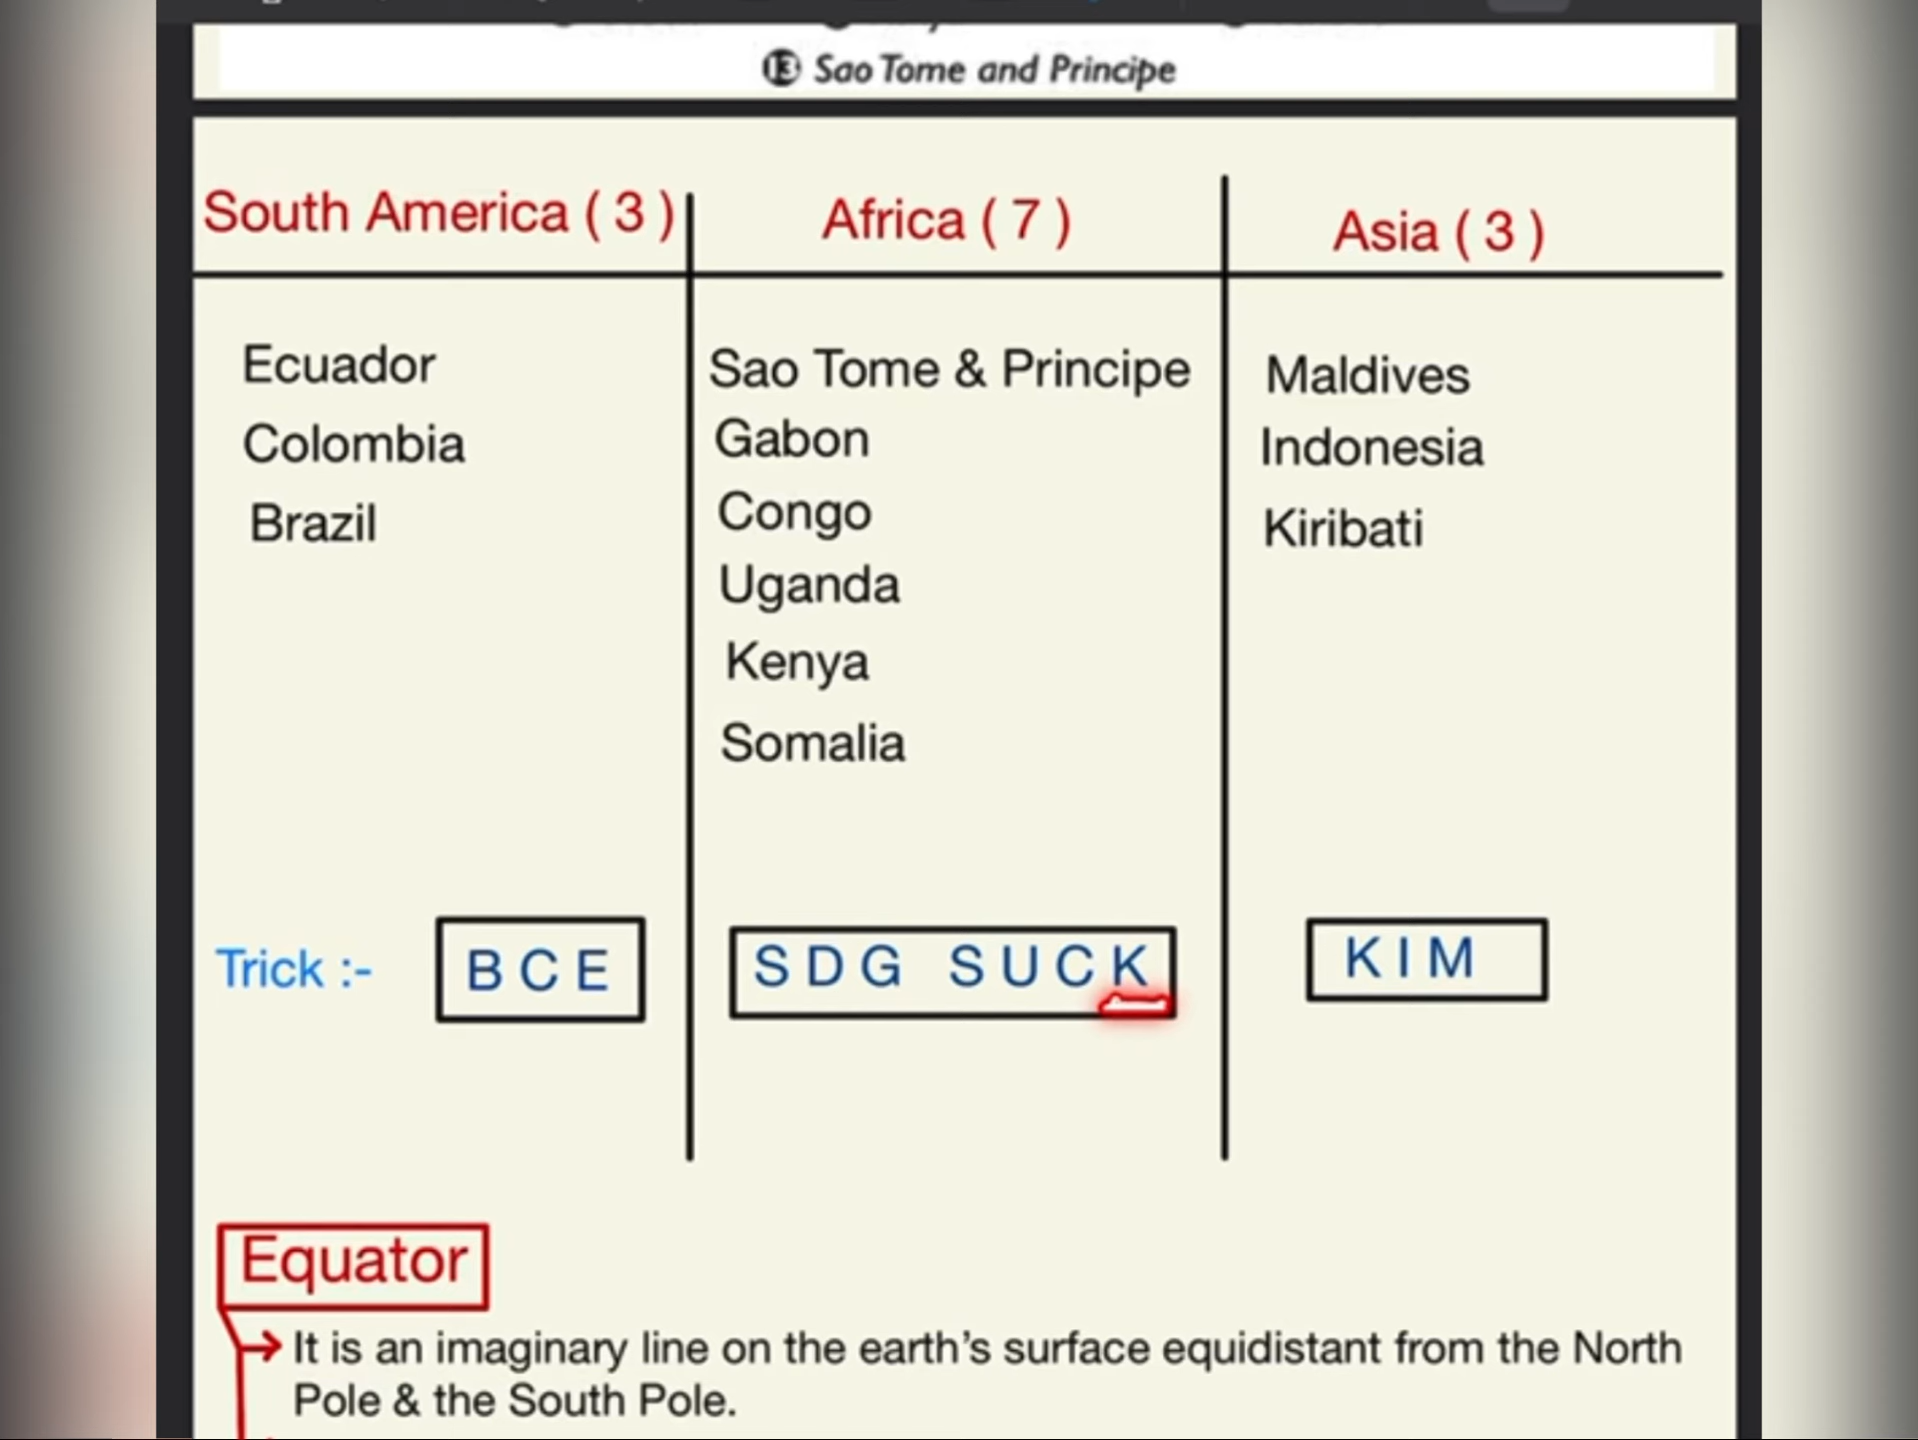 ⓭ Sao Tome and Principe
South America ( 3 )
Africa ( 7 )
Asia ( 3 )
Ecuador
Colombia
Brazil
Sao Tome & Principe
Gabon
Congo
Uganda
Kenya
Somalia
Maldives
Indonesia
Kiribati
Trick :-
B C E
S D G S U C K
K I M
Equator
It is an imaginary line on the earth's surface equidistant from the North
Pole & the South Pole.